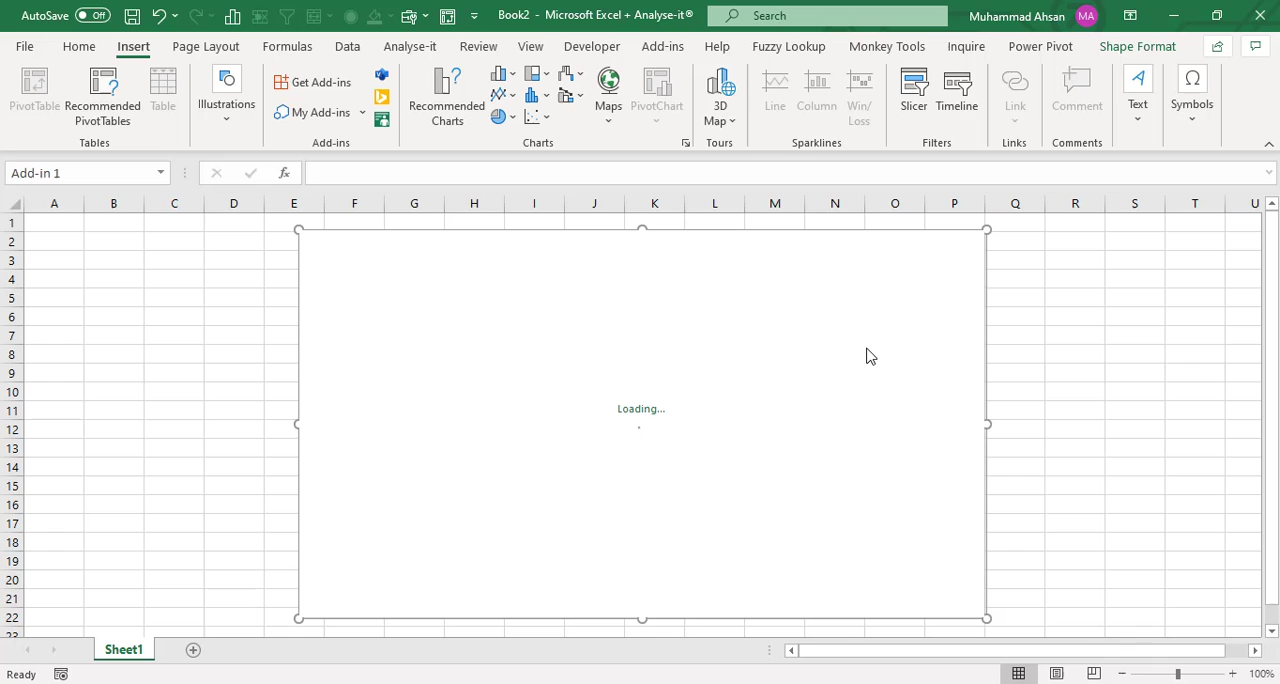 AutoSave Off Book2 - Microsoft Excel + Analyse-it® Search Muhammad Ahsan MA
File Home Insert Page Layout Formulas Data Analyse-it Review View Developer Add-ins Help Fuzzy Lookup Monkey Tools Inquire Power Pivot Shape Format
PivotTable
Recommended
PivotTables
Table
Tables
Illustrations
Get Add-ins
My Add-ins
Add-ins
Recommended
Charts
Maps
PivotChart
Charts
3D
Map
Tours
Line
Column
Win/
Loss
Sparklines
Slicer
Timeline
Filters
Link
Links
Comment
Comments
Text
Symbols
Add-in 1 fx
A B C D E F G H I J K L M N O P Q R S T U
1
2
3
4
5
6
7
8
9
10
11
12
13
14
15
16
17
18
19
20
21
22
23
Loading...
Sheet1
Ready 100%